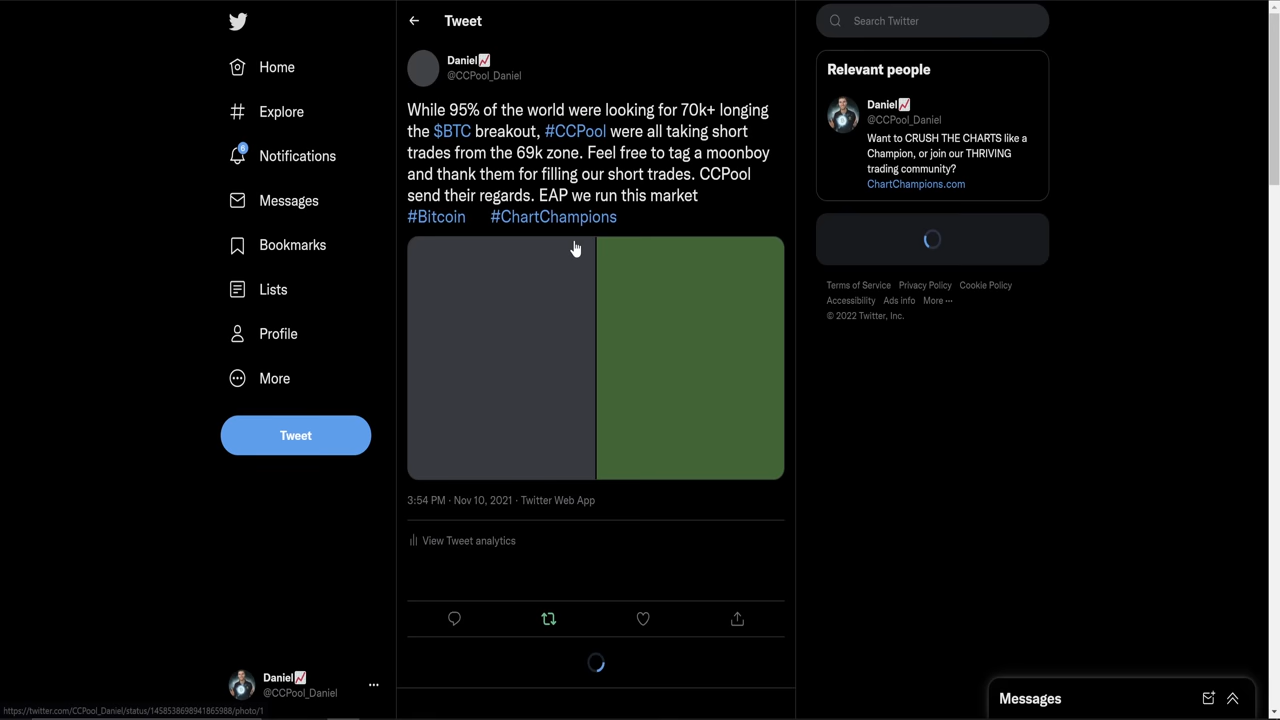 Tweet
Search Twitter
Home
Explore
6
Notifications
Messages
Bookmarks
Lists
Profile
More
Tweet
Daniel
@CCPool_Daniel
Daniel
@CCPool_Daniel
While 95% of the world were looking for 70k+ longing
the $BTC breakout, #CCPool were all taking short
trades from the 69k zone. Feel free to tag a moonboy
and thank them for filling our short trades. CCPool
send their regards. EAP we run this market
#Bitcoin #ChartChampions
3:54 PM · Nov 10, 2021 · Twitter Web App
View Tweet analytics
Relevant people
Daniel
@CCPool_Daniel
Want to CRUSH THE CHARTS like a
Champion, or join our THRIVING
trading community?
ChartChampions.com
Terms of Service Privacy Policy Cookie Policy
Accessibility Ads info More ···
© 2022 Twitter, Inc.
Messages
https://twitter.com/CCPool_Daniel/status/1458538698941865988/photo/1